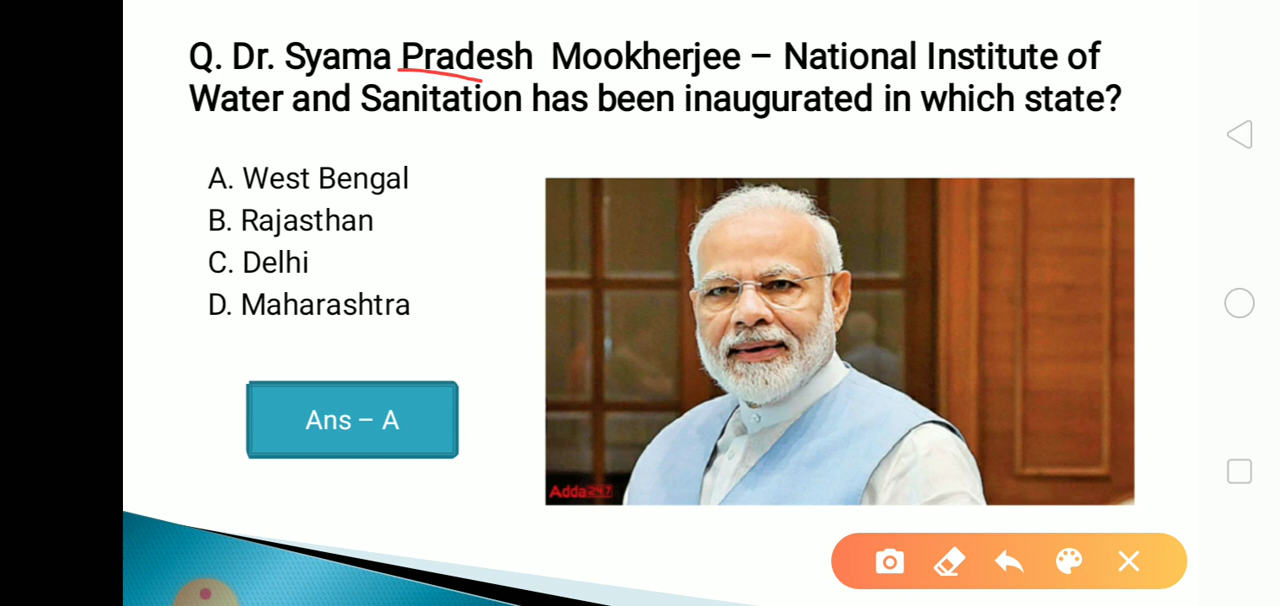 Q. Dr. Syama Pradesh Mookherjee – National Institute of
Water and Sanitation has been inaugurated in which state?
A. West Bengal
B. Rajasthan
C. Delhi
D. Maharashtra
Ans – A
Adda247